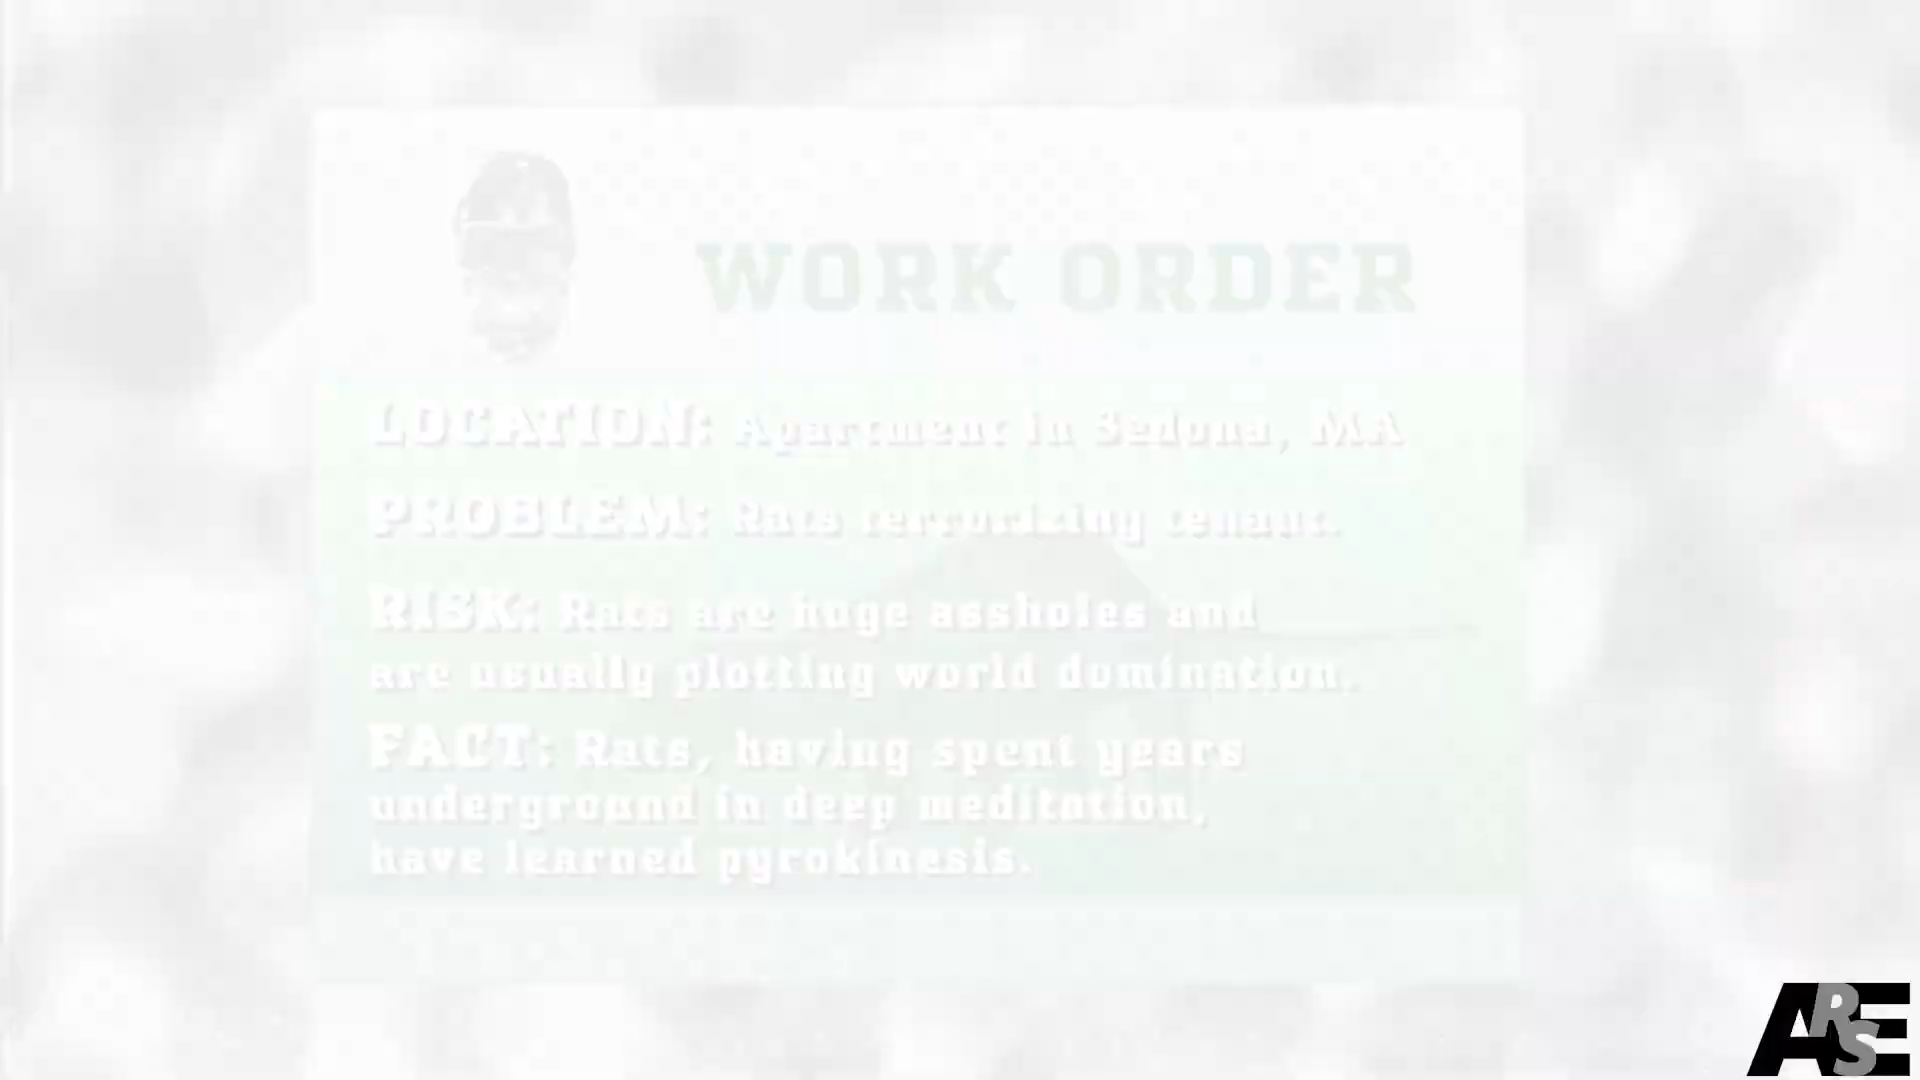 WORK ORDER
LOCATION: Apartment in Sedona, MA
PROBLEM: Rats terrorizing tenant.
RISK: Rats are huge assholes and
are usually plotting world domination.
FACT: Rats, having spent years
underground in deep meditation,
have learned pyrokinesis.
ARSE